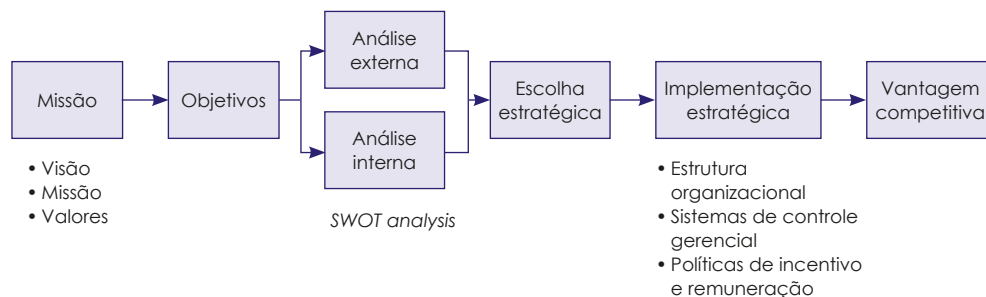 Missão
• Visão
• Missão
• Valores
Objetivos
Análise
externa
Análise
interna
SWOT analysis
Escolha
estratégica
Implementação
estratégica
• Estrutura
organizacional
• Sistemas de controle
gerencial
• Políticas de incentivo
e remuneração
Vantagem
competitiva